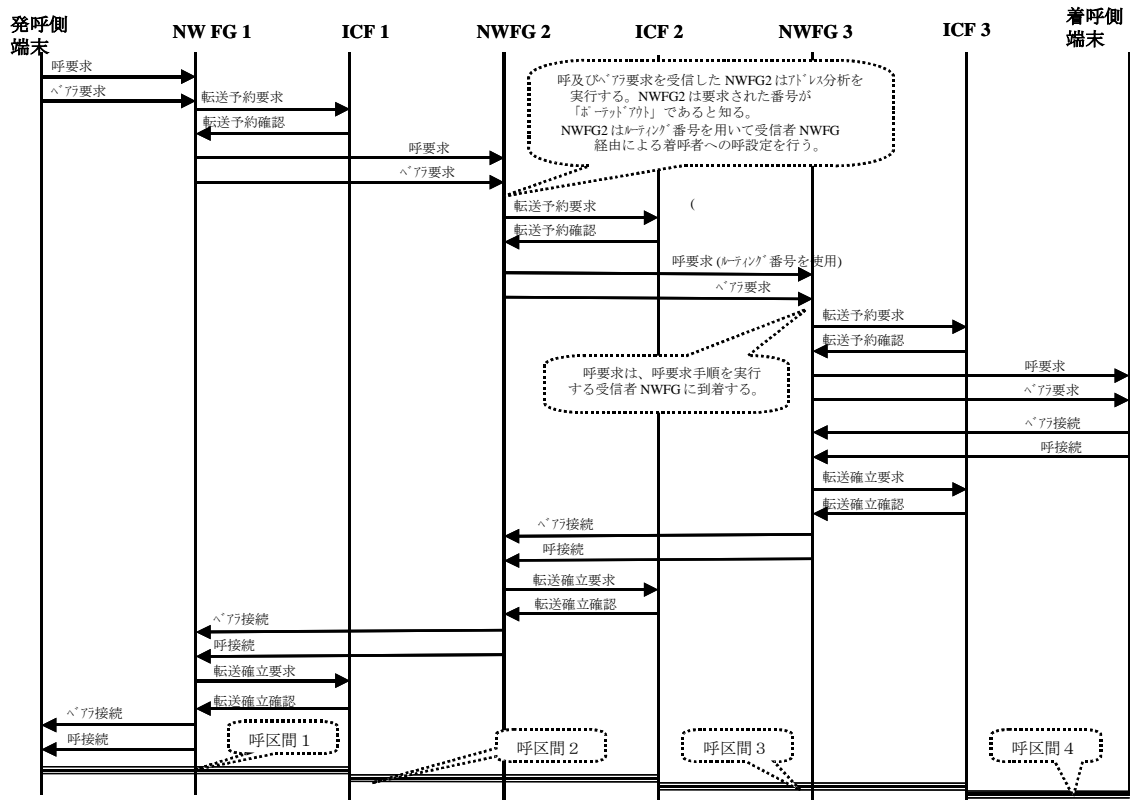 発呼側
端末
NW FG 1
ICF 1
NWFG 2
ICF 2
NWFG 3
ICF 3
着呼側
端末
呼要求
ﾍﾞｱﾗ要求
転送予約要求
転送予約確認
呼要求
ﾍﾞｱﾗ要求
呼及びﾍﾞｱﾗ要求を受信した NWFG2 はｱﾄﾞﾚｽ分析を
実行する。NWFG2 は要求された番号が
「ﾎﾟｰﾃｯﾄﾞｱｳﾄ」であると知る。
NWFG2 はﾙｰﾃｨﾝｸﾞ番号を用いて受信者 NWFG
経由による着呼者への呼設定を行う。
転送予約要求
(
転送予約確認
呼要求 (ﾙｰﾃｨﾝｸﾞ番号を使用)
ﾍﾞｱﾗ要求
転送予約要求
転送予約確認
呼要求は、呼要求手順を実行
する受信者 NWFG に到着する。
呼要求
ﾍﾞｱﾗ要求
ﾍﾞｱﾗ接続
呼接続
転送確立要求
転送確立確認
ﾍﾞｱﾗ接続
呼接続
転送確立要求
転送確立確認
ﾍﾞｱﾗ接続
呼接続
転送確立要求
転送確立確認
ﾍﾞｱﾗ接続
呼接続
呼区間１
呼区間２
呼区間３
呼区間４